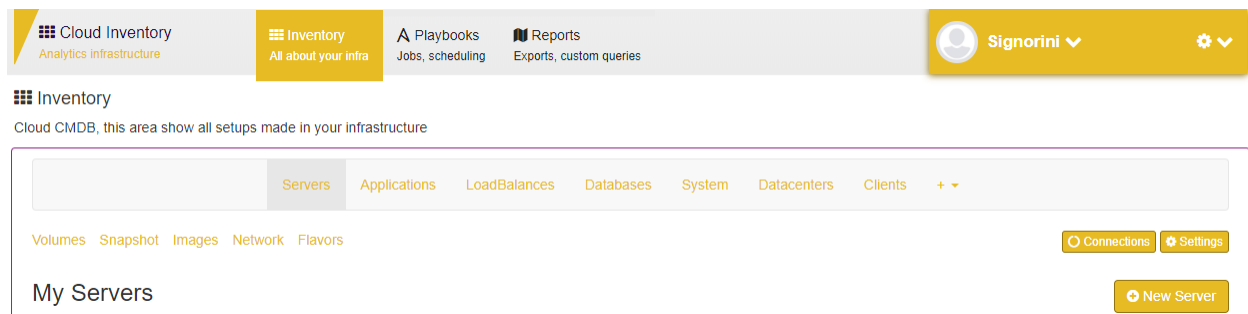 Cloud Inventory
Analytics infrastructure
Inventory
All about your infra
Playbooks
Jobs, scheduling
Reports
Exports, custom queries
Signorini
Inventory
Cloud CMDB, this area show all setups made in your infrastructure
Servers Applications LoadBalances Databases System Datacenters Clients +
Volumes Snapshot Images Network Flavors
Connections Settings
My Servers
New Server